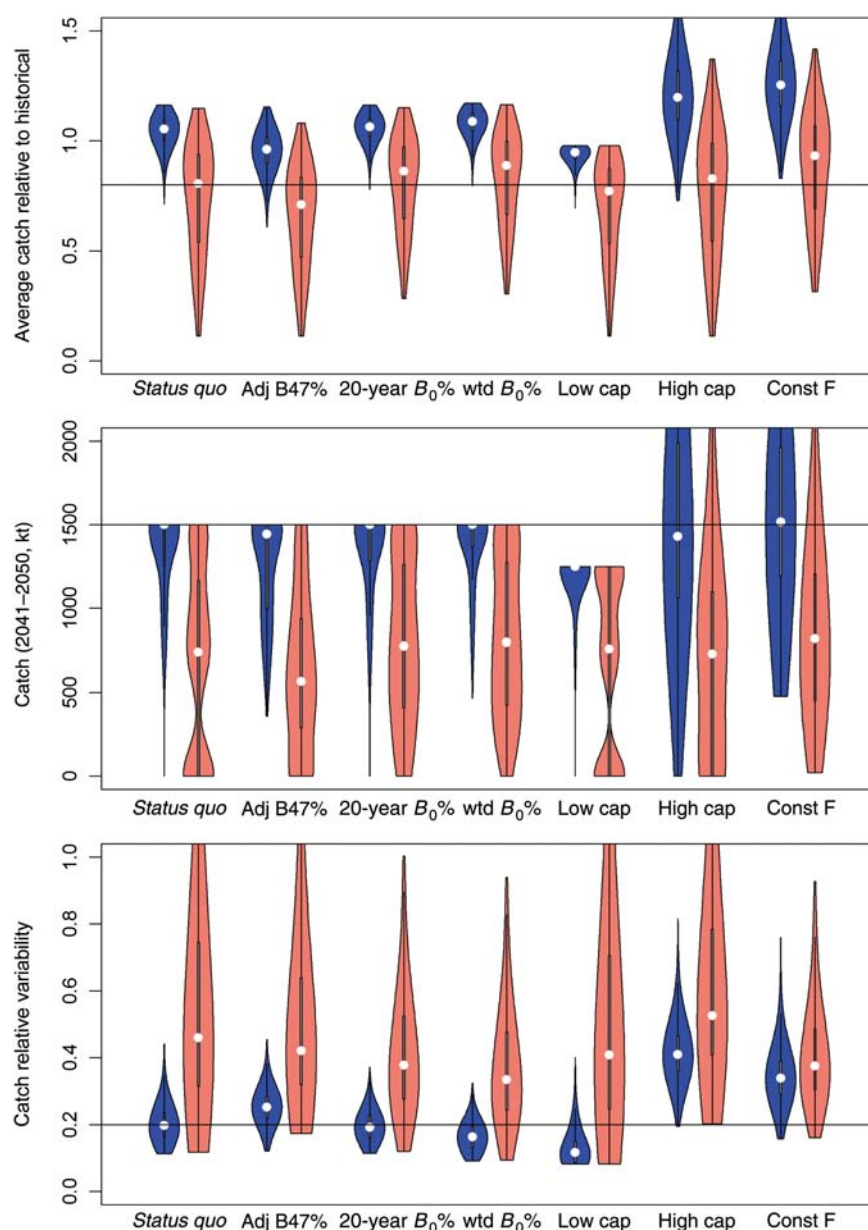 Average catch relative to historical
1.5
1.0
0.5
0.0
Status quo Adj B47% 20-year B₀% wtd B₀% Low cap High cap Const F
Catch (2041–2050, kt)
2000
1500
1000
500
0
Status quo Adj B47% 20-year B₀% wtd B₀% Low cap High cap Const F
Catch relative variability
1.0
0.8
0.6
0.4
0.2
0.0
Status quo Adj B47% 20-year B₀% wtd B₀% Low cap High cap Const F